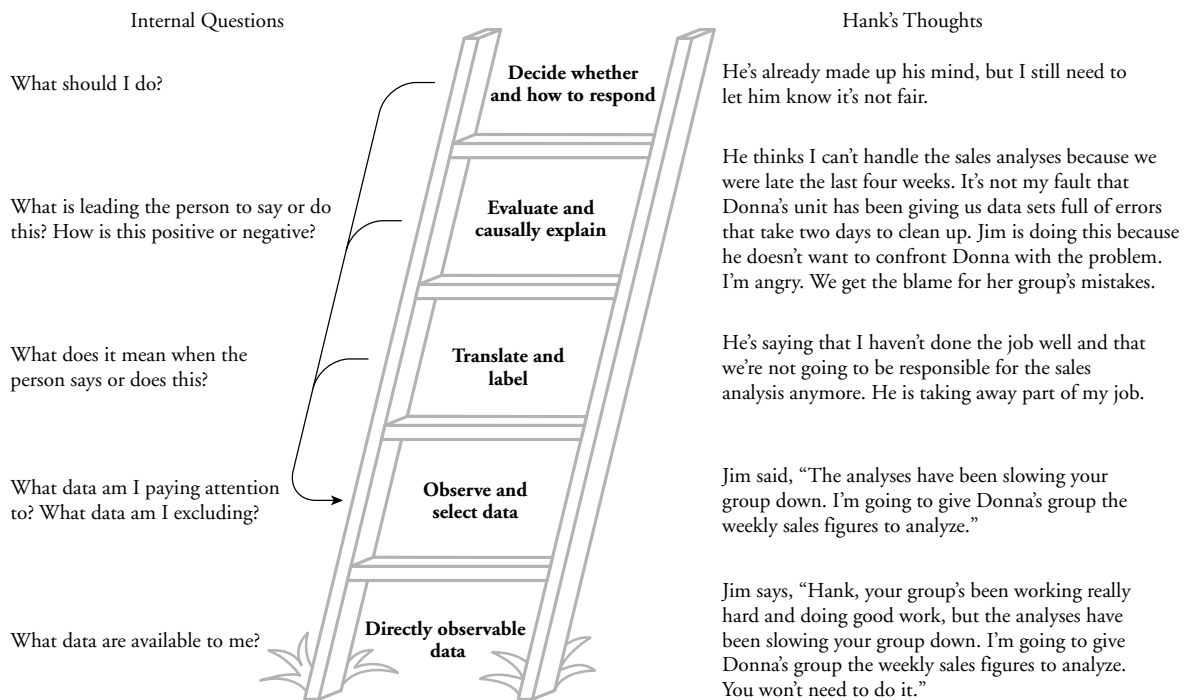 Internal Questions
Hank’s Thoughts
What should I do?
Decide whether
and how to respond
He’s already made up his mind, but I still need to
let him know it’s not fair.
What is leading the person to say or do
this? How is this positive or negative?
Evaluate and
causally explain
He thinks I can’t handle the sales analyses because we
were late the last four weeks. It’s not my fault that
Donna’s unit has been giving us data sets full of errors
that take two days to clean up. Jim is doing this because
he doesn’t want to confront Donna with the problem.
I’m angry. We get the blame for her group’s mistakes.
What does it mean when the
person says or does this?
Translate and
label
He’s saying that I haven’t done the job well and that
we’re not going to be responsible for the sales
analysis anymore. He is taking away part of my job.
What data am I paying attention
to? What data am I excluding?
Observe and
select data
Jim said, “The analyses have been slowing your
group down. I’m going to give Donna’s group the
weekly sales figures to analyze.”
What data are available to me?
Directly observable
data
Jim says, “Hank, your group’s been working really
hard and doing good work, but the analyses have
been slowing your group down. I’m going to give
Donna’s group the weekly sales figures to analyze.
You won’t need to do it.”